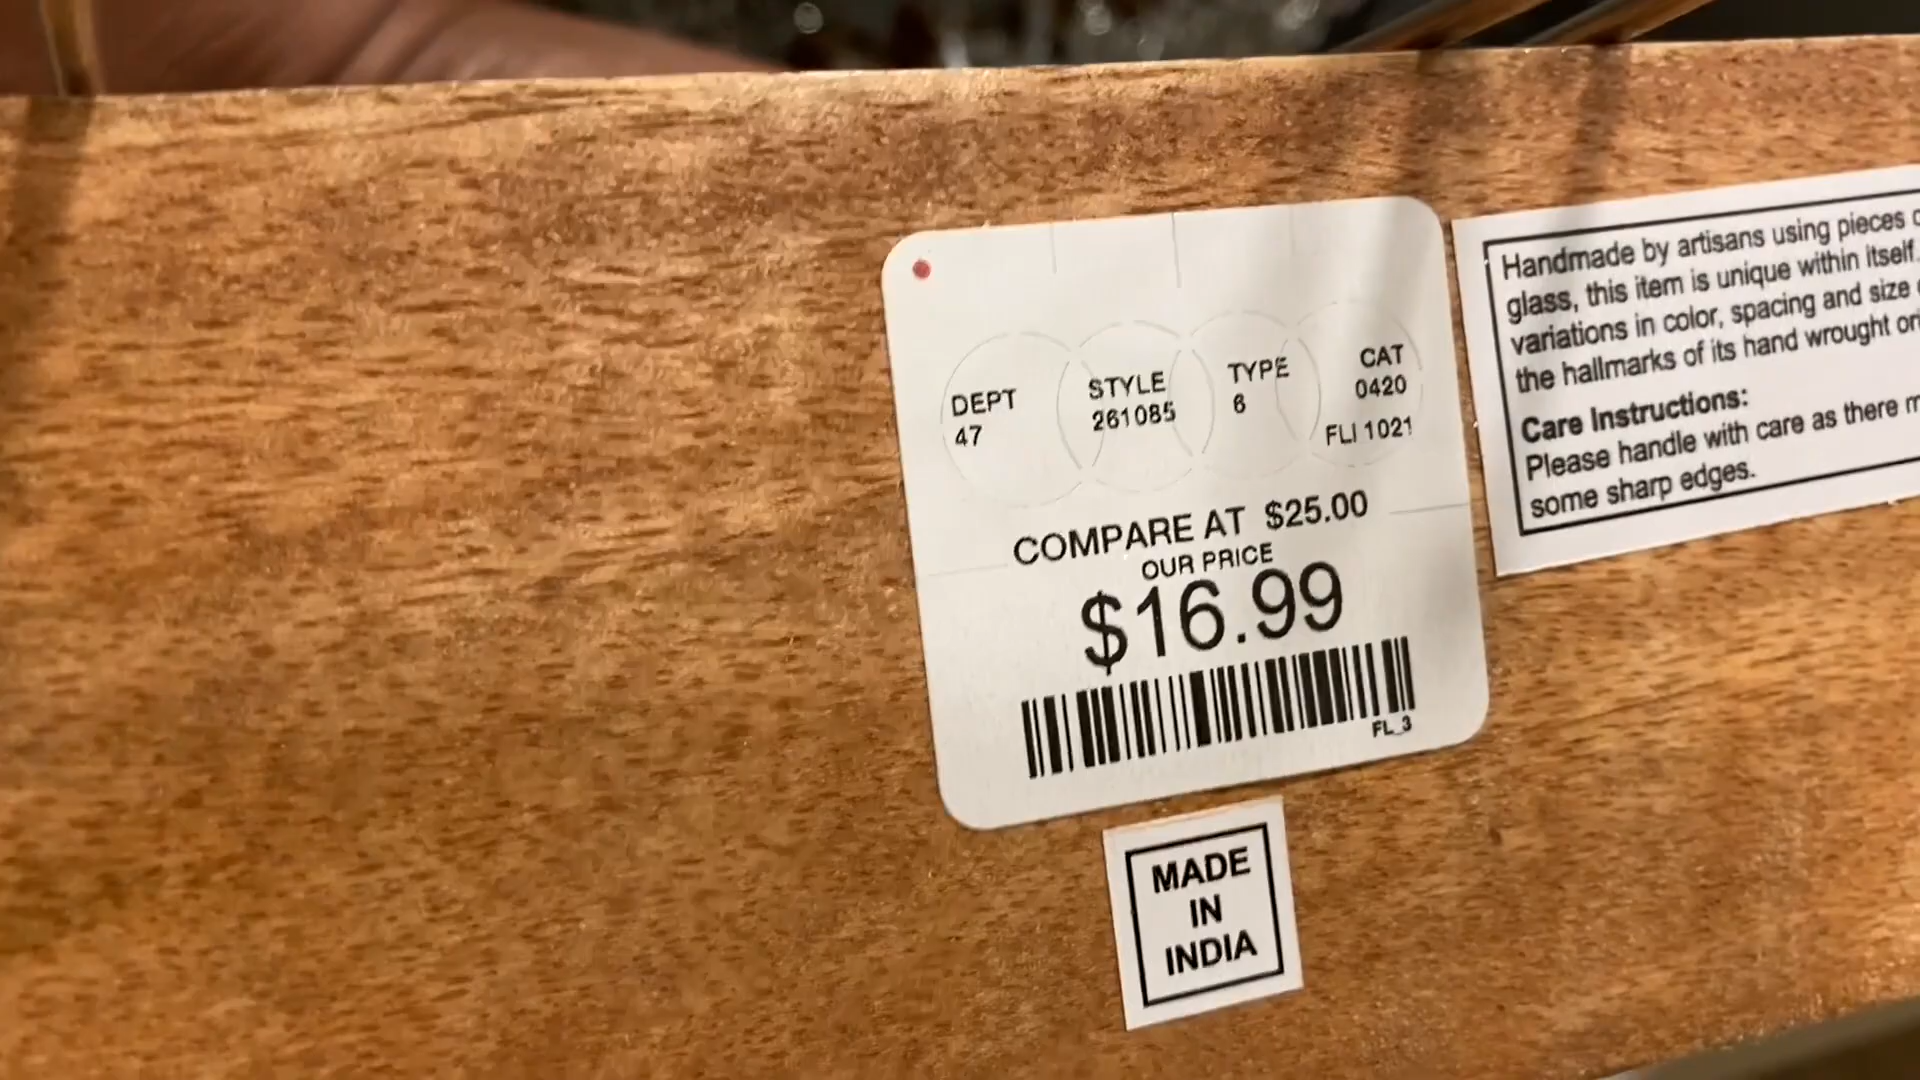 DEPT STYLE TYPE CAT
47 261085 6 0420
FLI 1021
COMPARE AT $25.00
OUR PRICE
$16.99
FL_3
MADE
IN
INDIA
Handmade by artisans using pieces
glass, this item is unique within itself.
variations in color, spacing and size
the hallmarks of its hand wrought
Care Instructions:
Please handle with care as there
some sharp edges.